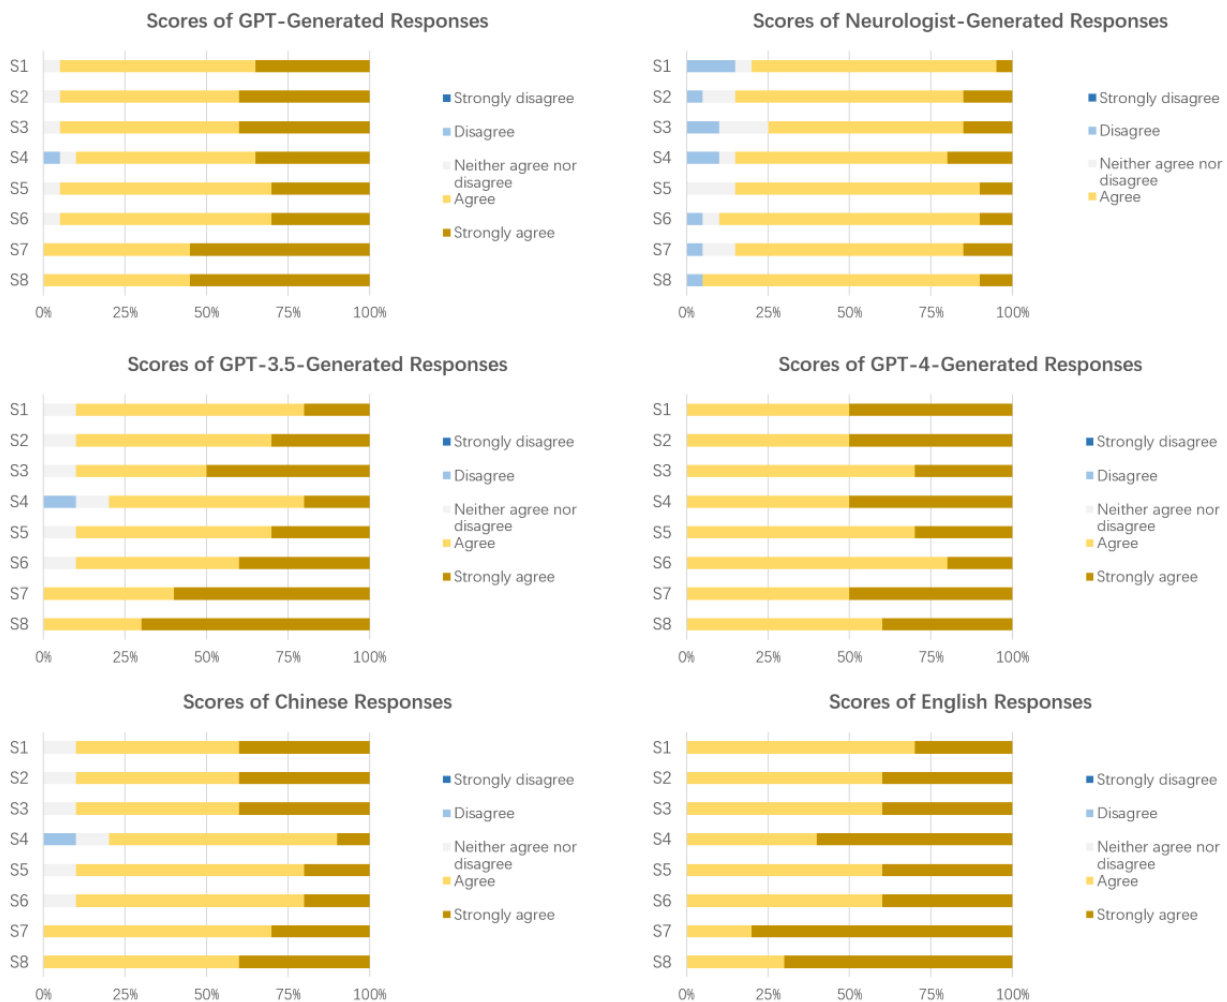 Scores of GPT-Generated Responses
S1
S2
S3
S4
S5
S6
S7
S8
0% 25% 50% 75% 100%
Strongly disagree
Disagree
Neither agree nor
disagree
Agree
Strongly agree
Scores of Neurologist-Generated Responses
S1
S2
S3
S4
S5
S6
S7
S8
0% 25% 50% 75% 100%
Strongly disagree
Disagree
Neither agree nor
disagree
Agree
Scores of GPT-3.5-Generated Responses
S1
S2
S3
S4
S5
S6
S7
S8
0% 25% 50% 75% 100%
Strongly disagree
Disagree
Neither agree nor
disagree
Agree
Strongly agree
Scores of GPT-4-Generated Responses
S1
S2
S3
S4
S5
S6
S7
S8
0% 25% 50% 75% 100%
Strongly disagree
Disagree
Neither agree nor
disagree
Agree
Strongly agree
Scores of Chinese Responses
S1
S2
S3
S4
S5
S6
S7
S8
0% 25% 50% 75% 100%
Strongly disagree
Disagree
Neither agree nor
disagree
Agree
Strongly agree
Scores of English Responses
S1
S2
S3
S4
S5
S6
S7
S8
0% 25% 50% 75% 100%
Strongly disagree
Disagree
Neither agree nor
disagree
Agree
Strongly agree